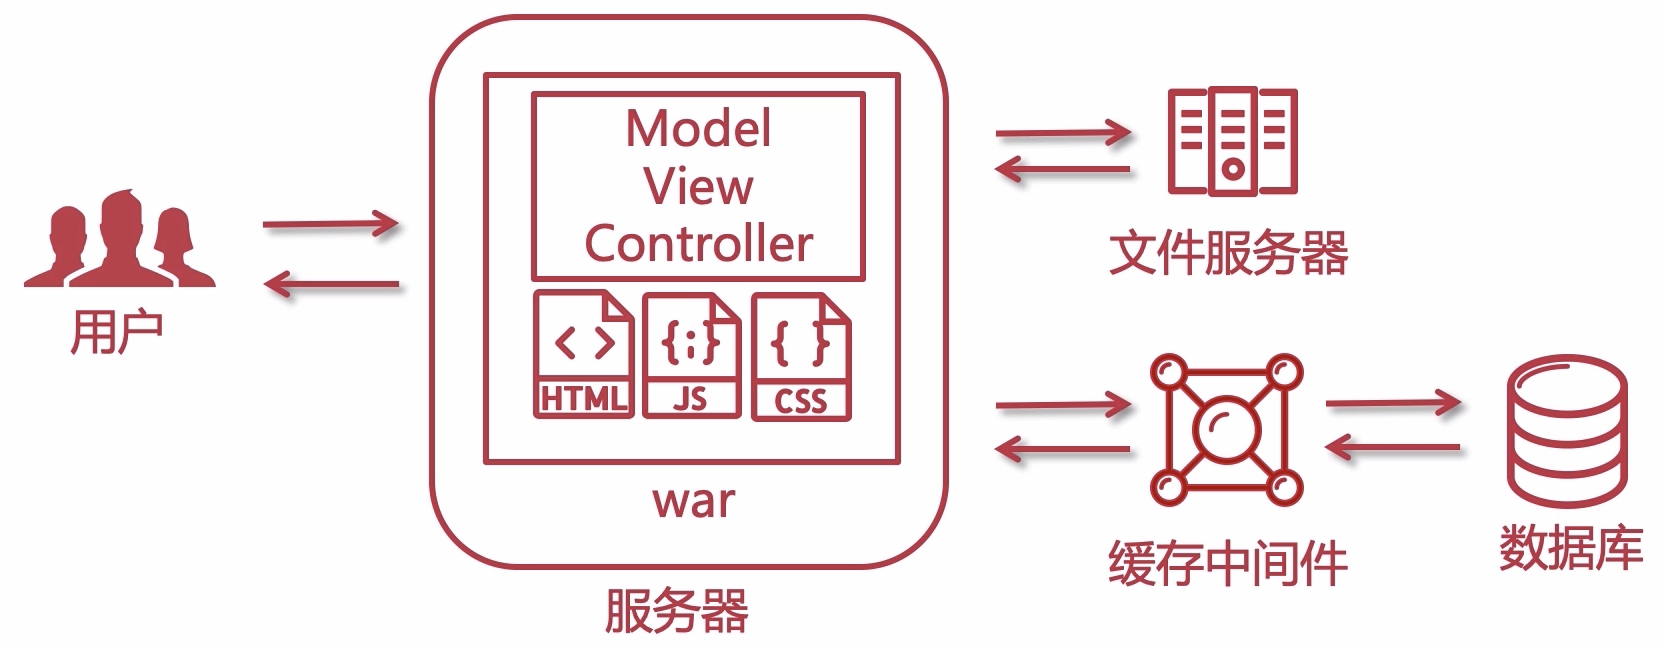 用户
Model
View
Controller
HTML
JS
CSS
war
服务器
文件服务器
缓存中间件
数据库